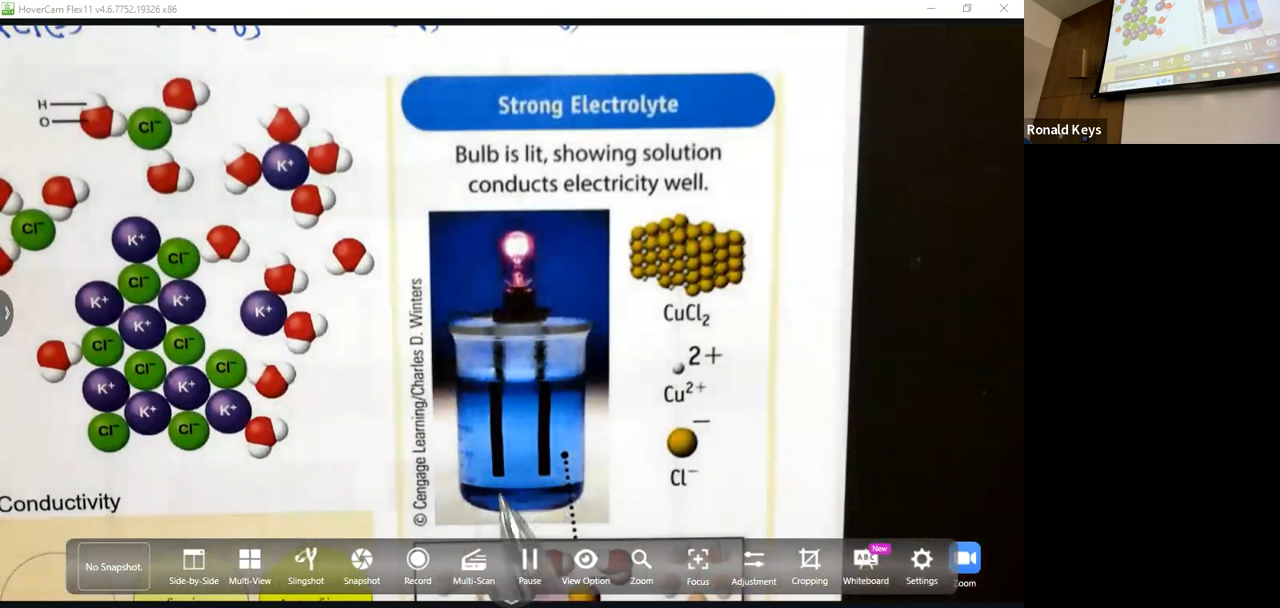 HoverCam Flex11 v4.6.7752.19326 x86
H
O
Cl⁻
K⁺
Cl⁻
K⁺
Cl⁻
Cl⁻
K⁺
K⁺
K⁺
K⁺
Cl⁻
Cl⁻
Cl⁻
Cl⁻
K⁺
K⁺
K⁺
K⁺
Cl⁻
Cl⁻
Conductivity
Strong Electrolyte
Bulb is lit, showing solution
conducts electricity well.
© Cengage Learning/Charles D. Winters
CuCl₂
2+
Cu²⁺
−
Cl⁻
No Snapshot.
Side-by-Side
Multi-View
Slingshot
Snapshot
Record
Multi-Scan
Pause
View Option
Zoom
Focus
Adjustment
Cropping
New
ABC
Whiteboard
Settings
Zoom
Ronald Keys